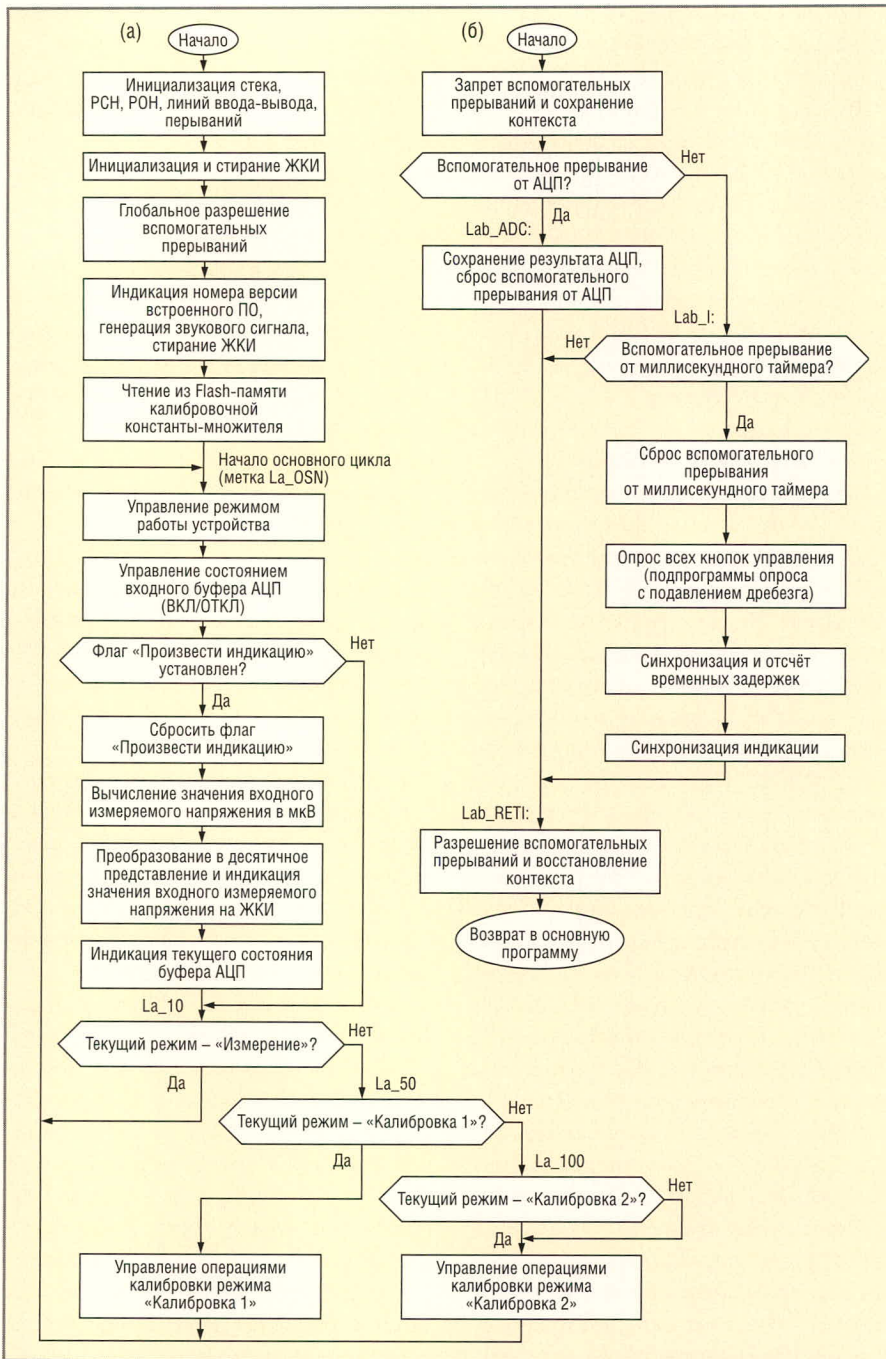 (а)
Начало
Инициализация стека,
РСН, РОН, линий ввода-вывода,
перываний
Инициализация и стирание ЖКИ
Глобальное разрешение
вспомогательных
прерываний
Индикация номера версии
встроенного ПО,
генерация звукового сигнала,
стирание ЖКИ
Чтение из Flash-памяти
калибровочной
константы-множителя
Начало основного цикла
(метка La_OSN)
Управление режимом
работы устройства
Управление состоянием
входного буфера АЦП
(ВКЛ/ОТКЛ)
Флаг «Произвести индикацию»
установлен?
Нет
Да
Сбросить флаг
«Произвести индикацию»
Вычисление значения входного
измеряемого напряжения в мкВ
Преобразование в десятичное
представление и индикация
значения входного измеряемого
напряжения на ЖКИ
Индикация текущего состояния
буфера АЦП
La_10
Текущий режим – «Измерение»?
Нет
Да
La_50
Текущий режим – «Калибровка 1»?
Нет
Да
La_100
Текущий режим – «Калибровка 2»?
Нет
Да
Управление операциями
калибровки режима
«Калибровка 1»
Управление операциями
калибровки режима
«Калибровка 2»
(б)
Начало
Запрет вспомогательных
прерываний и сохранение
контекста
Вспомогательное прерывание
от АЦП?
Нет
Да
Lab_ADC:
Сохранение результата АЦП,
сброс вспомогательного
прерывания от АЦП
Lab_I:
Нет
Вспомогательное прерывание
от миллисекундного таймера?
Да
Сброс вспомогательного
прерывания
от миллисекундного таймера
Опрос всех кнопок управления
(подпрограммы опроса
с подавлением дребезга)
Синхронизация и отсчёт
временных задержек
Синхронизация индикации
Lab_RETI:
Разрешение вспомогательных
прерываний и восстановление
контекста
Возврат в основную
программу